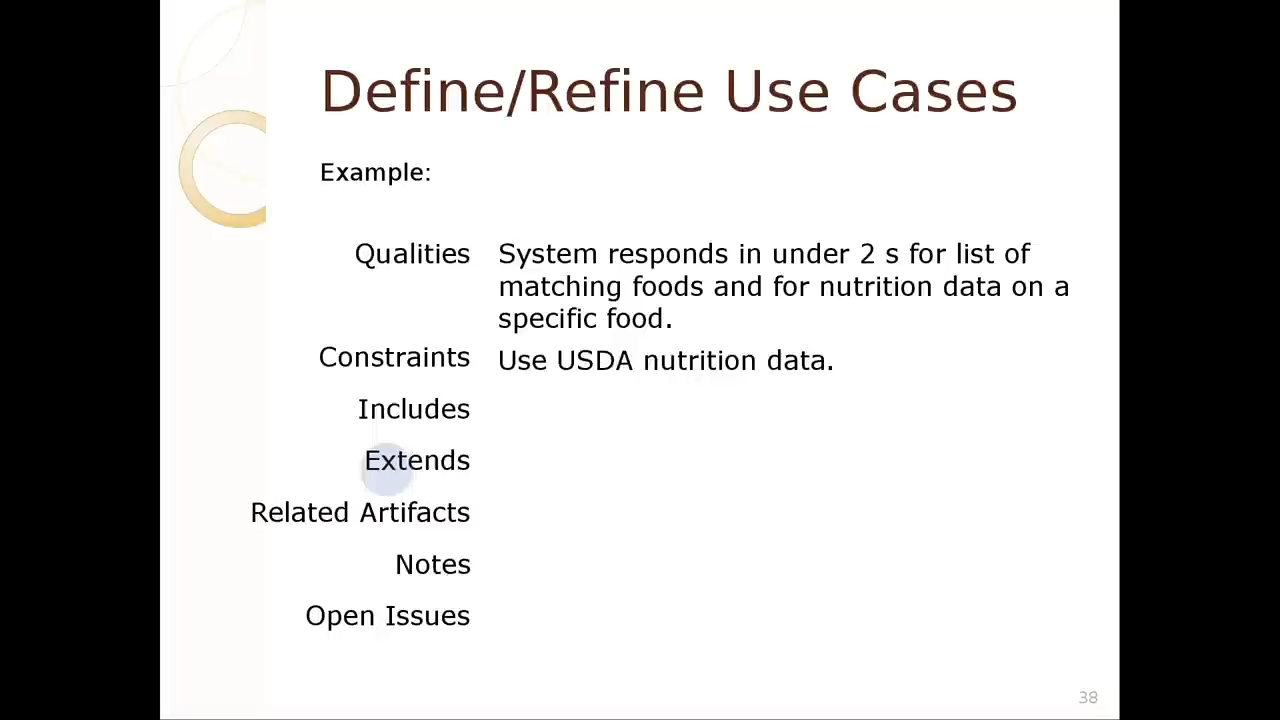 Define/Refine Use Cases
Example:
Qualities System responds in under 2 s for list of
matching foods and for nutrition data on a
specific food.
Constraints Use USDA nutrition data.
Includes
Extends
Related Artifacts
Notes
Open Issues
38